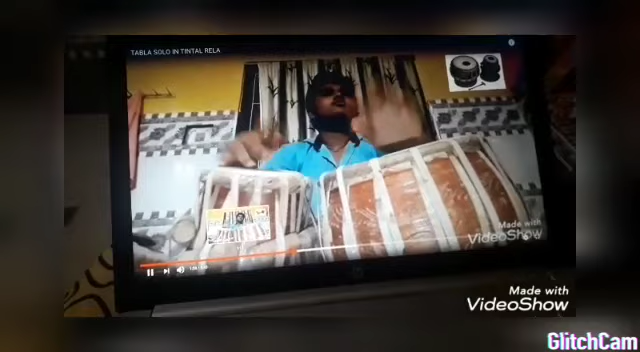 TABLA SOLO IN TINTAL RELA
Made with
VideoShow
Made with
VideoShow
GlitchCam